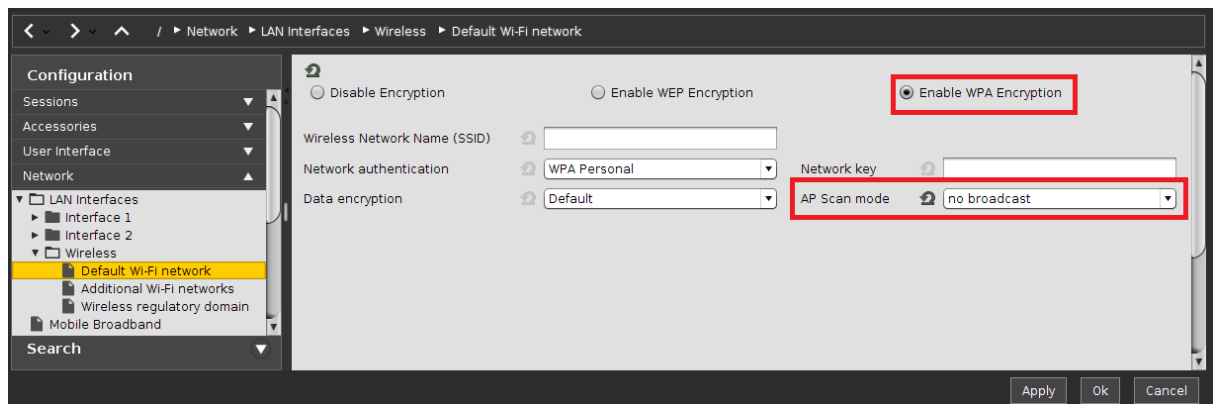 / ▸ Network ▸ LAN Interfaces ▸ Wireless ▸ Default Wi-Fi network
Configuration
Sessions
Accessories
User Interface
Network
LAN Interfaces
Interface 1
Interface 2
Wireless
Default Wi-Fi network
Additional Wi-Fi networks
Wireless regulatory domain
Mobile Broadband
Search
Disable Encryption Enable WEP Encryption Enable WPA Encryption
Wireless Network Name (SSID)
Network authentication WPA Personal Network key
Data encryption Default AP Scan mode no broadcast
Apply Ok Cancel